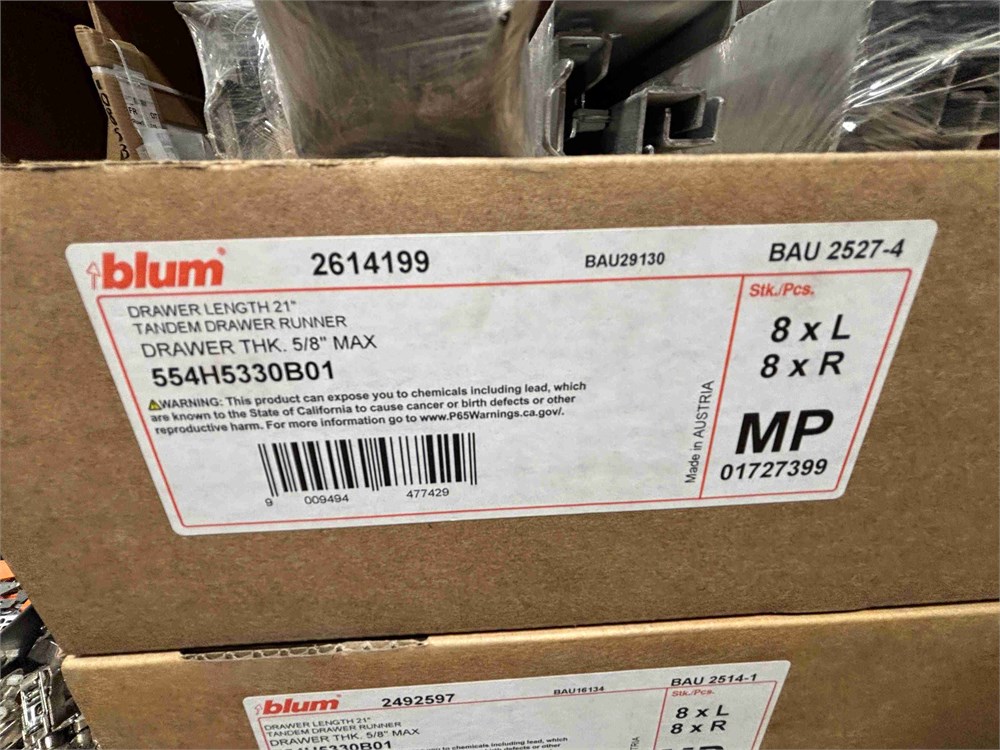 blum 2614199 BAU29130 BAU 2527-4
DRAWER LENGTH 21"
TANDEM DRAWER RUNNER
DRAWER THK. 5/8" MAX
554H5330B01
WARNING: This product can expose you to chemicals including lead, which
are known to the State of California to cause cancer or birth defects or other
reproductive harm. For more information go to www.P65Warnings.ca.gov/.
9 009494 477429
Made in AUSTRIA
Stk./Pcs.
8 x L
8 x R
MP
01727399
blum 2492597 BAU16134 BAU 2514-1
DRAWER LENGTH 21"
TANDEM DRAWER RUNNER
DRAWER THK. 5/8" MAX
Stk./Pcs.
8 x L
8 x R